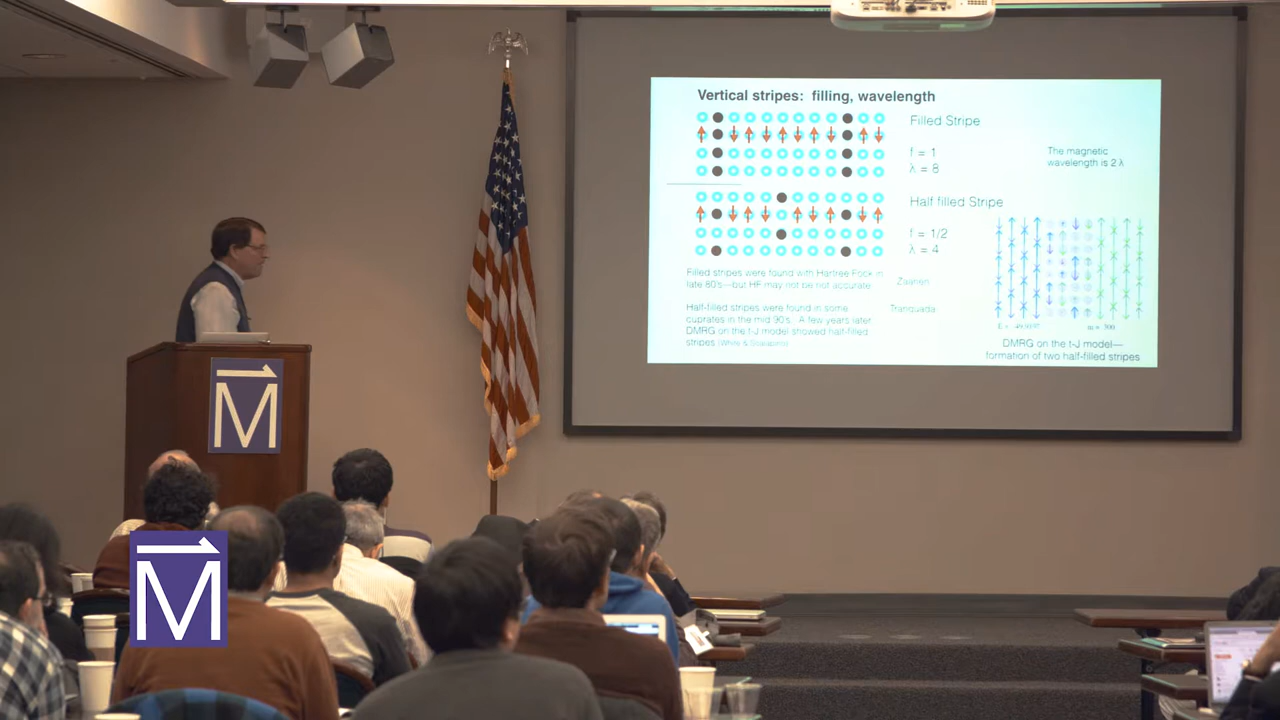 Vertical stripes: filling, wavelength
Filled Stripe
f = 1
λ = 8
The magnetic
wavelength is 2 λ
Half filled Stripe
f = 1/2
λ = 4
Filled stripes were found with Hartree Fock in
late 80's—but HF may not be not accurate
Zaanen
Half-filled stripes were found in some
cuprates in the mid 90's. A few years later
DMRG on the t-J model showed half-filled
stripes (White & Scalapino)
Tranquada
DMRG on the t-J model—
formation of two half-filled stripes
M
M